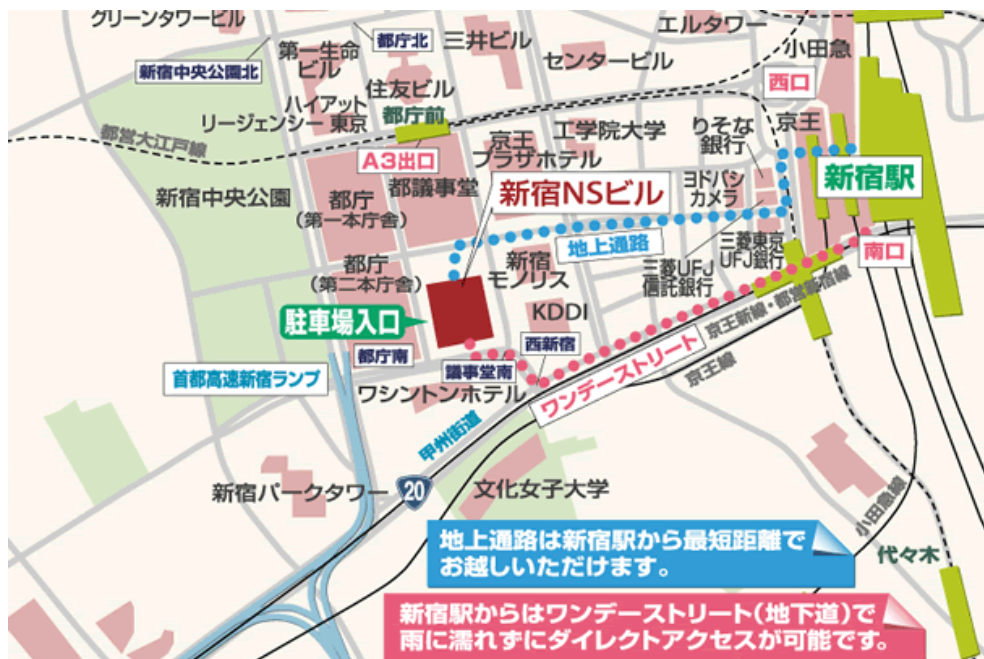 グリーンタワービル
都庁北
三井ビル
エルタワー
小田急
新宿中央公園北
第一生命
ビル
センタービル
西口
住友ビル
ハイアット
リージェンシー 東京
都庁前
都営大江戸線
A3出口
京王
プラザホテル
工学院大学
りそな
銀行
京王
新宿駅
新宿中央公園
都庁
(第一本庁舎)
都議事堂
新宿NSビル
ヨドバシ
カメラ
地上通路
三菱東京
UFJ銀行
南口
都庁
(第二本庁舎)
新宿
モノリス
三菱UFJ
信託銀行
KDDI
京王新線・都営新宿線
駐車場入口
都庁南
議事堂南
西新宿
ワンデーストリート
京王線
首都高速新宿ランプ
ワシントンホテル
甲州街道
新宿パークタワー
20
文化女子大学
小田急線
代々木
地上通路は新宿駅から最短距離で
お越しいただけます。
新宿駅からはワンデーストリート(地下道)で
雨に濡れずにダイレクトアクセスが可能です。